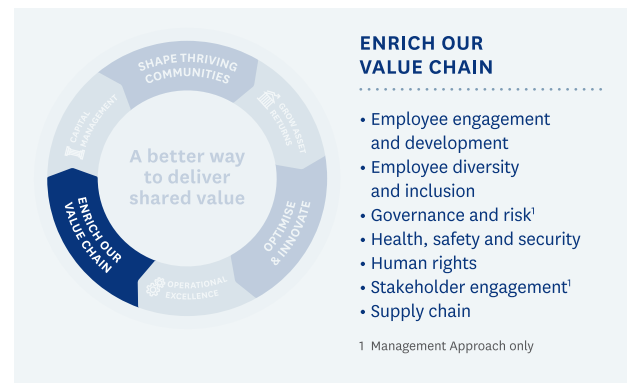 SHAPE THRIVING
COMMUNITIES
GROW ASSET
RETURNS
OPTIMISE
& INNOVATE
OPERATIONAL
EXCELLENCE
ENRICH OUR
VALUE CHAIN
CAPITAL
MANAGEMENT
A better way
to deliver
shared value
ENRICH OUR
VALUE CHAIN
• Employee engagement
and development
• Employee diversity
and inclusion
• Governance and risk¹
• Health, safety and security
• Human rights
• Stakeholder engagement¹
• Supply chain
1 Management Approach only